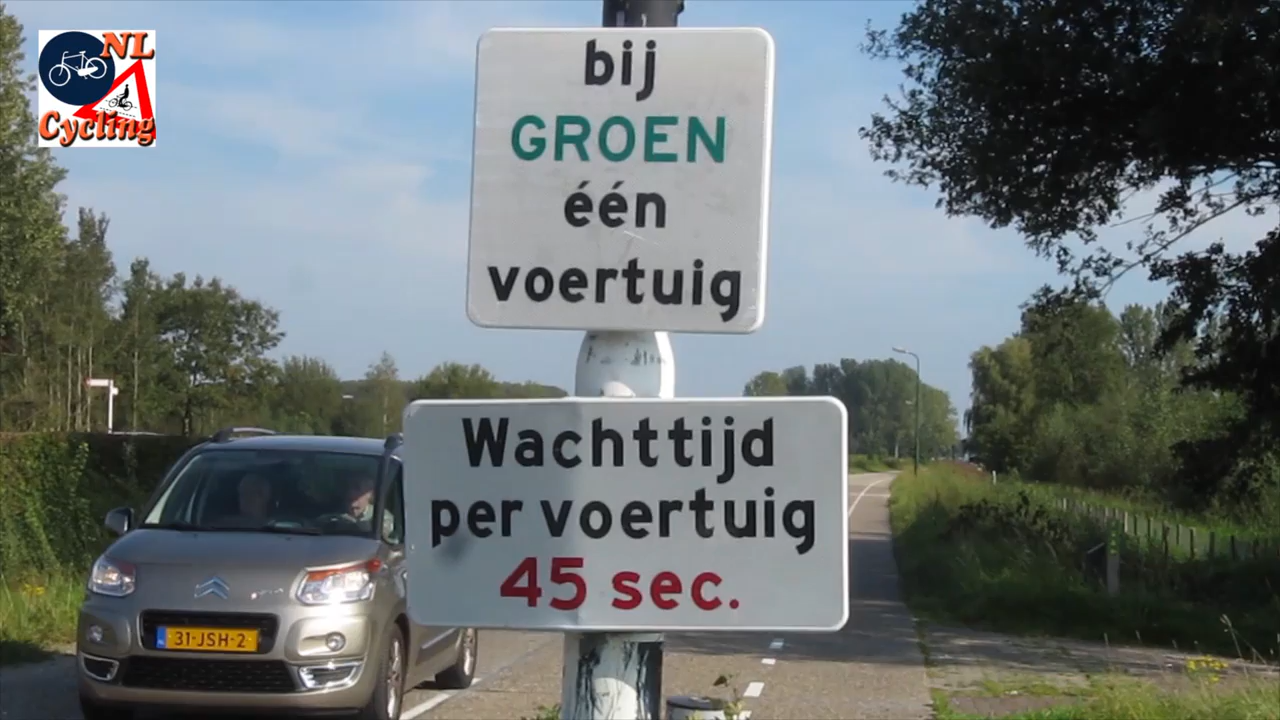 NL
Cycling
bij
GROEN
één
voertuig
Wachttijd
per voertuig
45 sec.
31-JSH-2